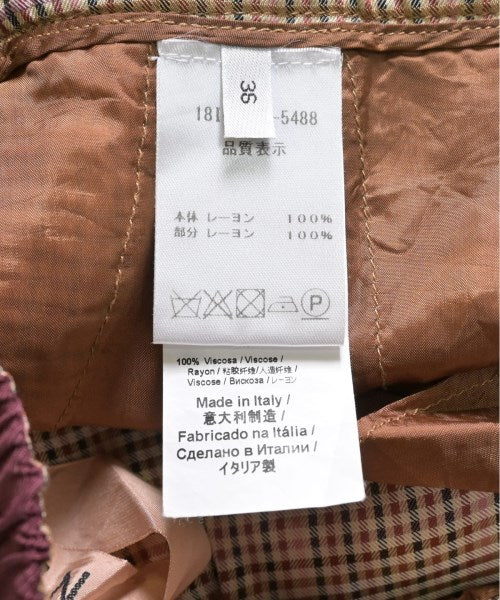 36
18I -5488
品質表示
本体 レーヨン 100%
部分 レーヨン 100%
P
100% Viscosa / Viscose /
Rayon / 粘胶纤维/人造纤维/
Viscose / Вискоза / レーヨン
Made in Italy /
意大利制造 /
Fabricado na Itália /
Сделано в Италии /
イタリア製